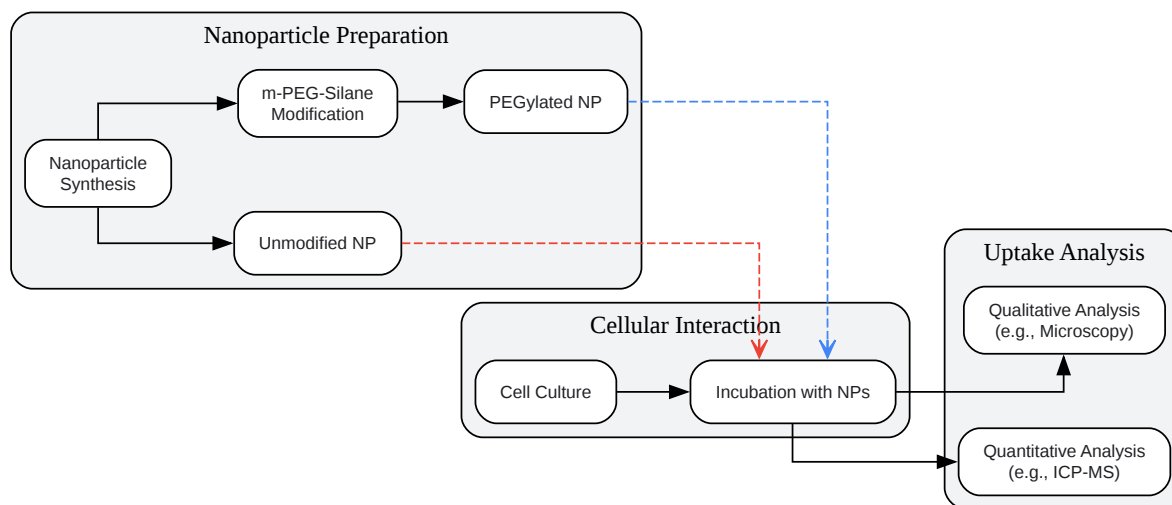 Nanoparticle Preparation
m-PEG-Silane
Modification
PEGylated NP
Nanoparticle
Synthesis
Unmodified NP
Cellular Interaction
Cell Culture
Incubation with NPs
Uptake Analysis
Qualitative Analysis
(e.g., Microscopy)
Quantitative Analysis
(e.g., ICP-MS)